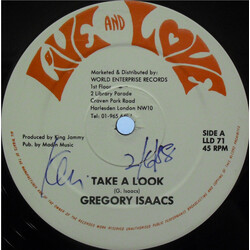 LIVE AND LOVE
Marketed & Distributed by:
WORLD ENTERPRISE RECORDS
1st Floor
2 Library Parade
Craven Park Road
Harlesden London NW10
Tel: 01-965
Produced by King Jammy
Pub. by Madin Music
SIDE A
LLD 71
45 RPM
2/6/88
TAKE A LOOK
(G. Isaacs)
GREGORY ISAACS